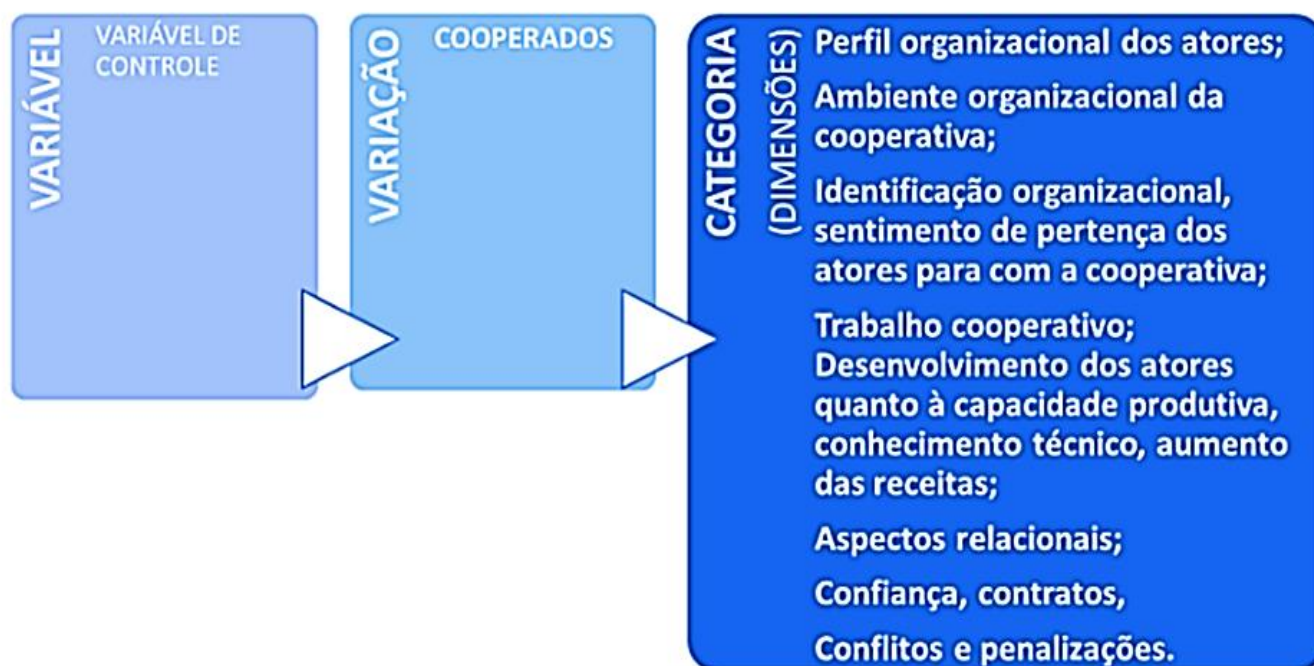 VARIÁVEL
VARIÁVEL DE
CONTROLE
VARIAÇÃO
COOPERADOS
CATEGORIA
(DIMENSÕES)
Perfil organizacional dos atores;
Ambiente organizacional da
cooperativa;
Identificação organizacional,
sentimento de pertença dos
atores para com a cooperativa;
Trabalho cooperativo;
Desenvolvimento dos atores
quanto à capacidade produtiva,
conhecimento técnico, aumento
das receitas;
Aspectos relacionais;
Confiança, contratos,
Conflitos e penalizações.